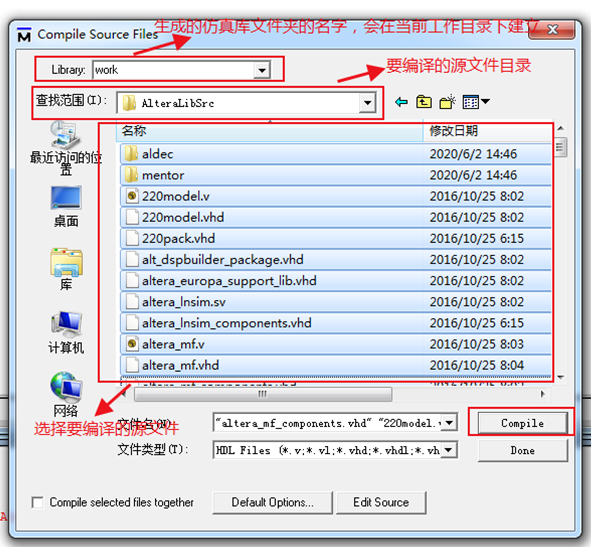 Compile Source Files
生成的仿真库文件夹的名字，会在当前工作目录下建立
Library: work
要编译的源文件目录
查找范围(I): AlteraLibSrc
名称 修改日期
最近访问的位置
桌面
库
计算机
网络
aldec 2020/6/2 14:46
mentor 2020/6/2 14:46
220model.v 2016/10/25 8:02
220model.vhd 2016/10/25 8:02
220pack.vhd 2016/10/25 6:15
alt_dspbuilder_package.vhd 2016/10/25 8:02
altera_europa_support_lib.vhd 2016/10/25 8:02
altera_lnsim.sv 2016/10/25 8:02
altera_lnsim_components.vhd 2016/10/25 6:15
altera_mf.v 2016/10/25 8:03
altera_mf.vhd 2016/10/25 8:04
选择要编译的源文件
文件名(N): "altera_mf_components.vhd" "220model.v Compile
文件类型(T): HDL Files (*.v;*.vl;*.vhd;*.vhdl;*.vh Done
Compile selected files together Default Options... Edit Source
A